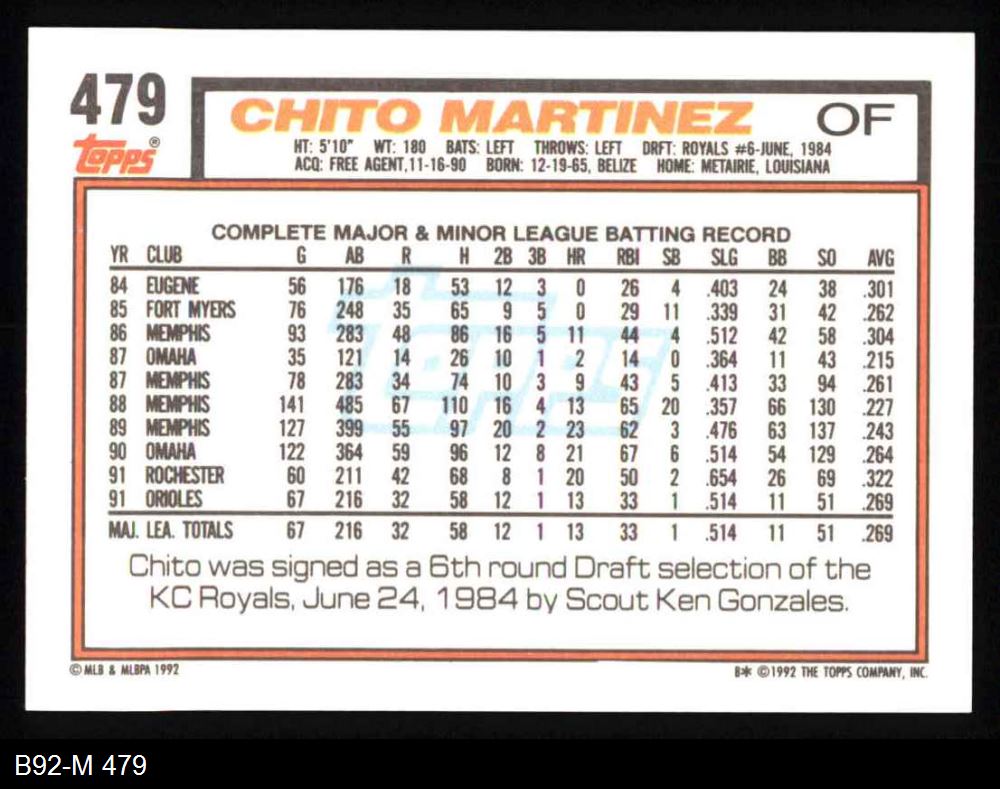 479
CHITO MARTINEZ OF
topps®
HT: 5'10" WT: 180 BATS: LEFT THROWS: LEFT DRFT: ROYALS #6-JUNE, 1984
ACQ: FREE AGENT,11-16-90 BORN: 12-19-65, BELIZE HOME: METAIRIE, LOUISIANA
COMPLETE MAJOR & MINOR LEAGUE BATTING RECORD
YR CLUB G AB R H 2B 3B HR RBI SB SLG BB SO AVG
84 EUGENE 56 176 18 53 12 3 0 26 4 .403 24 38 .301
85 FORT MYERS 76 248 35 65 9 5 0 29 11 .339 31 42 .262
86 MEMPHIS 93 283 48 86 16 5 11 44 4 .512 42 58 .304
87 OMAHA 35 121 14 26 10 1 2 14 0 .364 11 43 .215
87 MEMPHIS 78 283 34 74 10 3 9 43 5 .413 33 94 .261
88 MEMPHIS 141 485 67 110 16 4 13 65 20 .357 66 130 .227
89 MEMPHIS 127 399 55 97 20 2 23 62 3 .476 63 137 .243
90 OMAHA 122 364 59 96 12 8 21 67 6 .514 54 129 .264
91 ROCHESTER 60 211 42 68 8 1 20 50 2 .654 26 69 .322
91 ORIOLES 67 216 32 58 12 1 13 33 1 .514 11 51 .269
MAJ. LEA. TOTALS 67 216 32 58 12 1 13 33 1 .514 11 51 .269
topps
Chito was signed as a 6th round Draft selection of the
KC Royals, June 24, 1984 by Scout Ken Gonzales.
© MLB & MLBPA 1992
B* ©1992 THE TOPPS COMPANY, INC.
B92-M 479